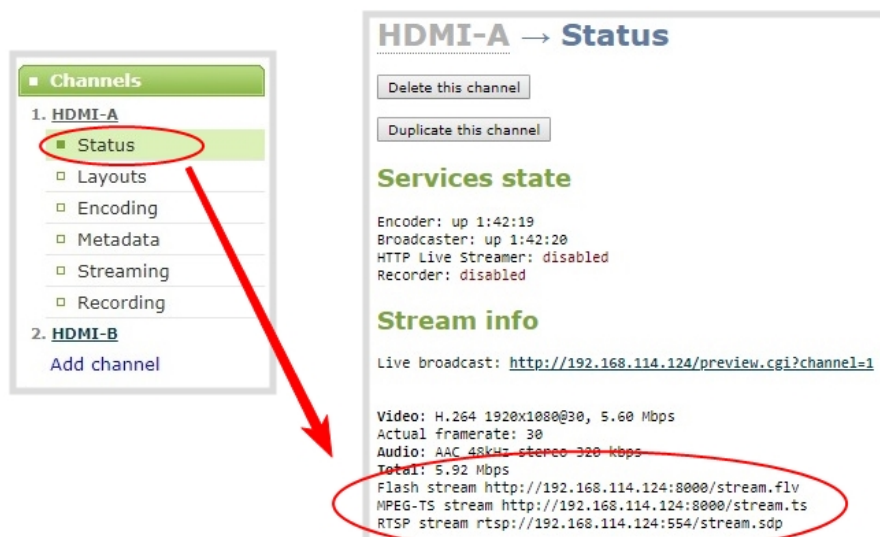 Channels
1. HDMI-A
Status
Layouts
Encoding
Metadata
Streaming
Recording
2. HDMI-B
Add channel
HDMI-A → Status
Delete this channel
Duplicate this channel
Services state
Encoder: up 1:42:19
Broadcaster: up 1:42:20
HTTP Live Streamer: disabled
Recorder: disabled
Stream info
Live broadcast: http://192.168.114.124/preview.cgi?channel=1
Video: H.264 1920x1080@30, 5.60 Mbps
Actual framerate: 30
Audio: AAC 48kHz stereo 320 kbps
Total: 5.92 Mbps
Flash stream http://192.168.114.124:8000/stream.flv
MPEG-TS stream http://192.168.114.124:8000/stream.ts
RTSP stream rtsp://192.168.114.124:554/stream.sdp